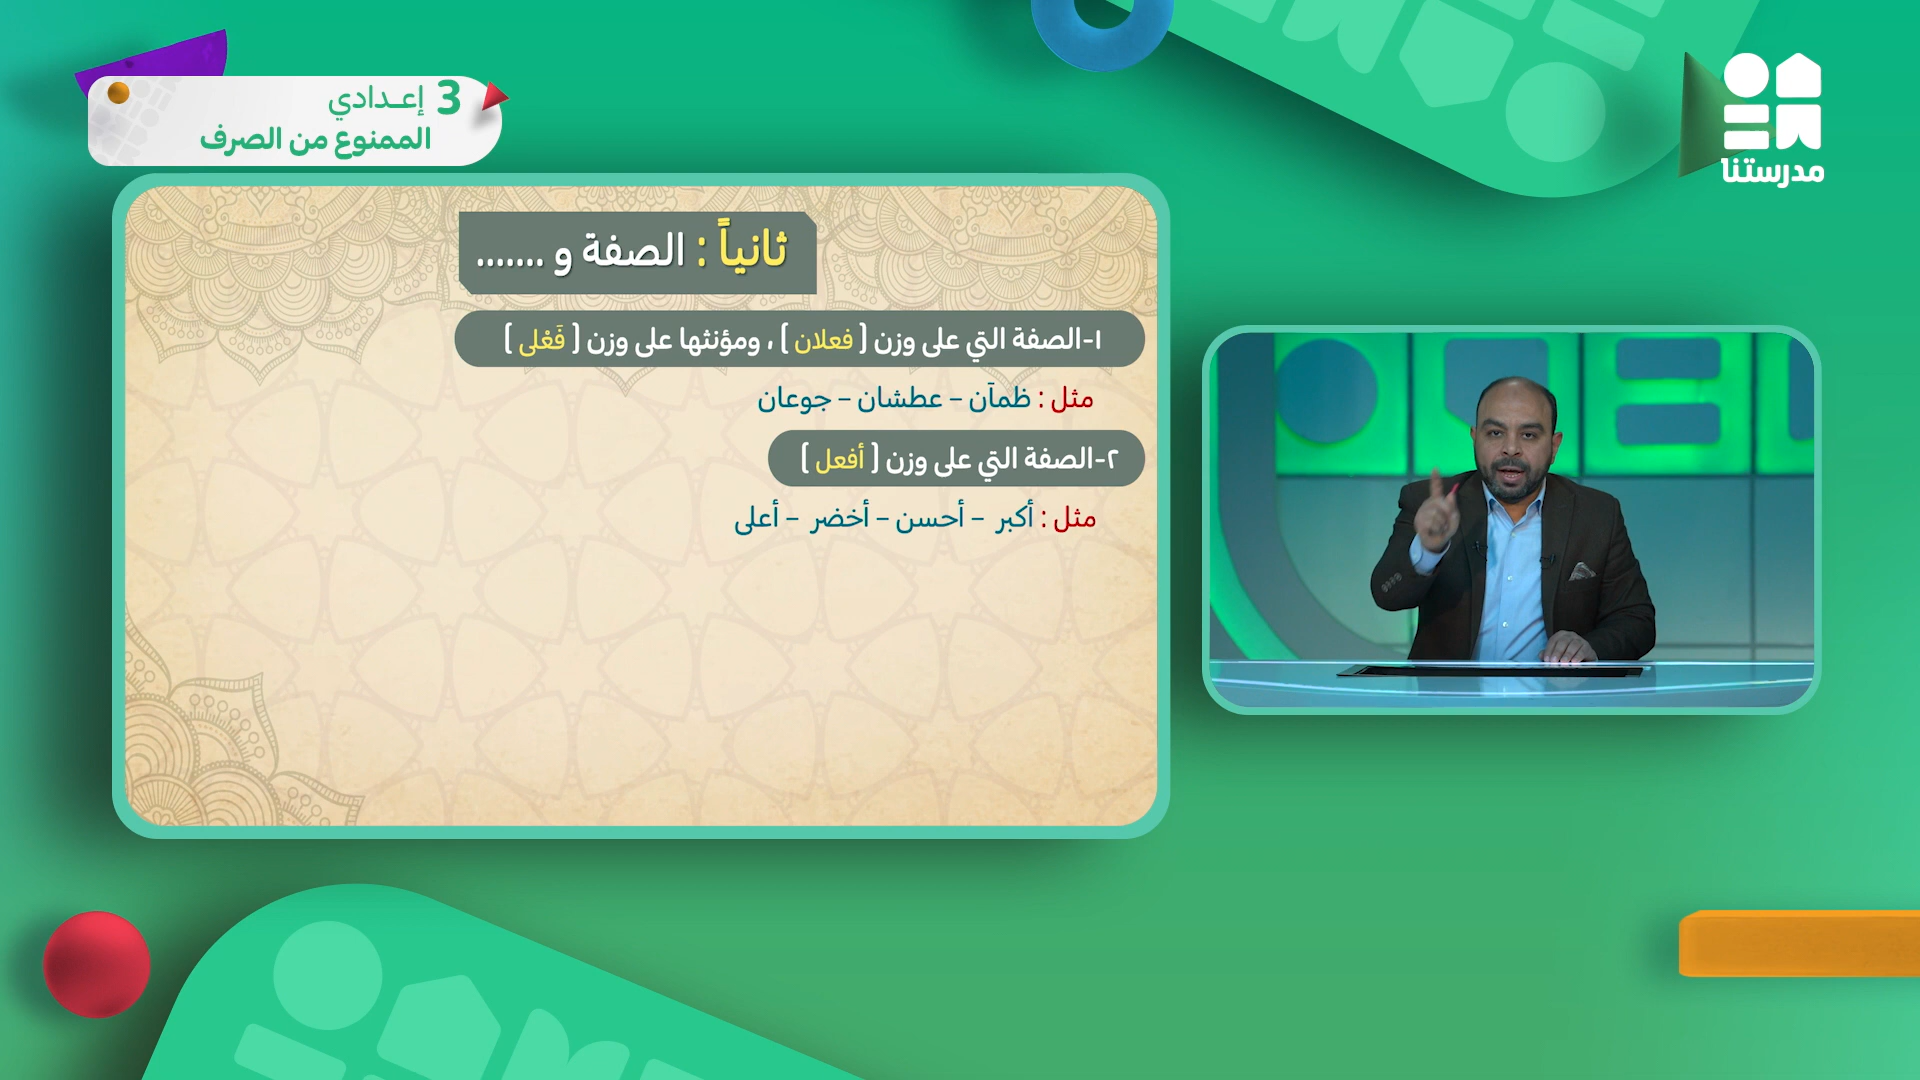 3 إعـدادي
الممنوع من الصرف
مدرستنا
ثانياً : الصفة و .......
١-الصفة التي على وزن [ فعلان ] ، ومؤنثها على وزن [ فَعْلى ]
مثل : ظمآن – عطشان – جوعان
٢-الصفة التي على وزن [ أفعل ]
مثل : أكبر – أحسن – أخضر – أعلى